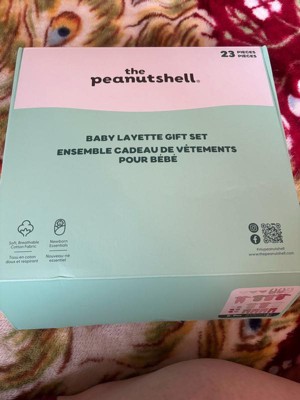 23 PIECES
PIÈCES
the
peanutshell®
BABY LAYETTE GIFT SET
ENSEMBLE CADEAU DE VÊTEMENTS
POUR BÉBÉ
Soft, Breathable
Cotton Fabric
Newborn
Essentials
Tissu en coton
doux et respirant
Nouveau-né
essentiel
thepeanutshell
www.thepeanutshell.com